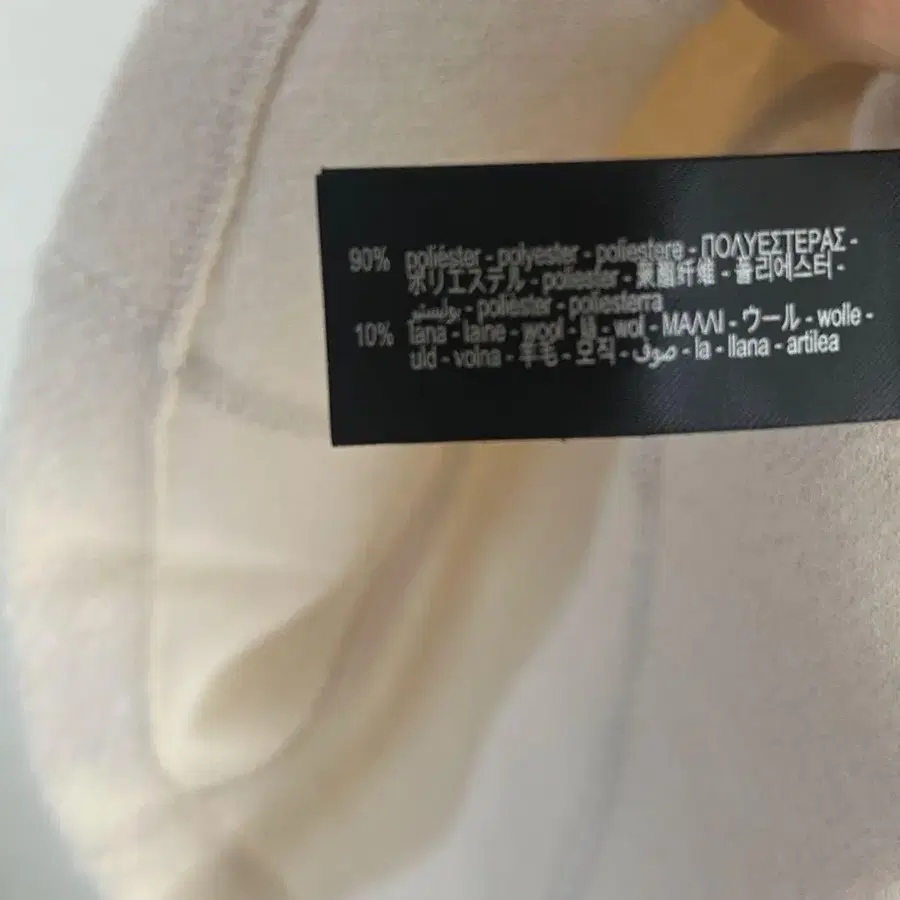 90% poliéster - polyester - poliestere - ΠΟΛΥΕΣΤΕΡΑΣ -
ポリエステル - poliester - 聚酯纤维 - 폴리에스터 -
بوليستر - polièster - poliesterra
10% lana - laine - wool - lã - wol - ΜΑΛΛΙ - ウール - wolle -
uld - volna - 羊毛 - 모직 - صوف - la - llana - artilea